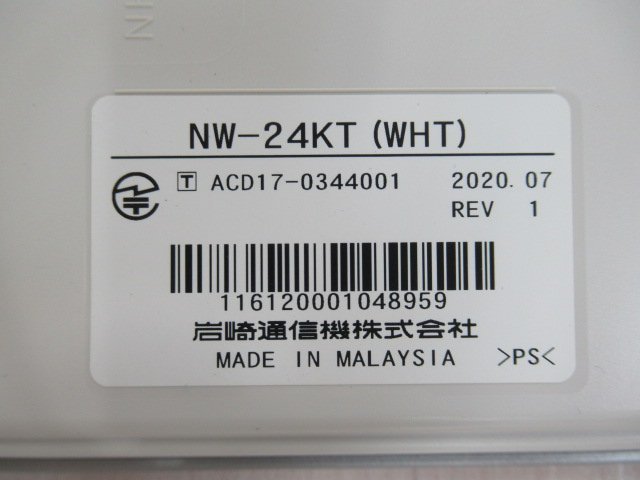 NW-24KT (WHT)
T ACD17-0344001 2020.07
REV 1
116120001048959
岩崎通信機株式会社
MADE IN MALAYSIA >PS<